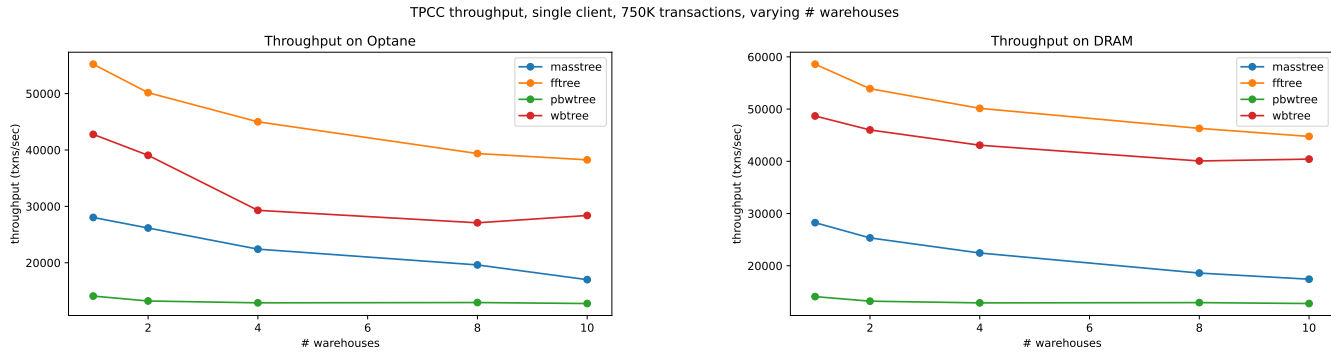 TPCC throughput, single client, 750K transactions, varying # warehouses
Throughput on Optane
throughput (txns/sec)
50000
40000
30000
20000
2
4
6
8
10
# warehouses
masstree
fftree
pbwtree
wbtree
Throughput on DRAM
throughput (txns/sec)
60000
50000
40000
30000
20000
2
4
6
8
10
# warehouses
masstree
fftree
pbwtree
wbtree